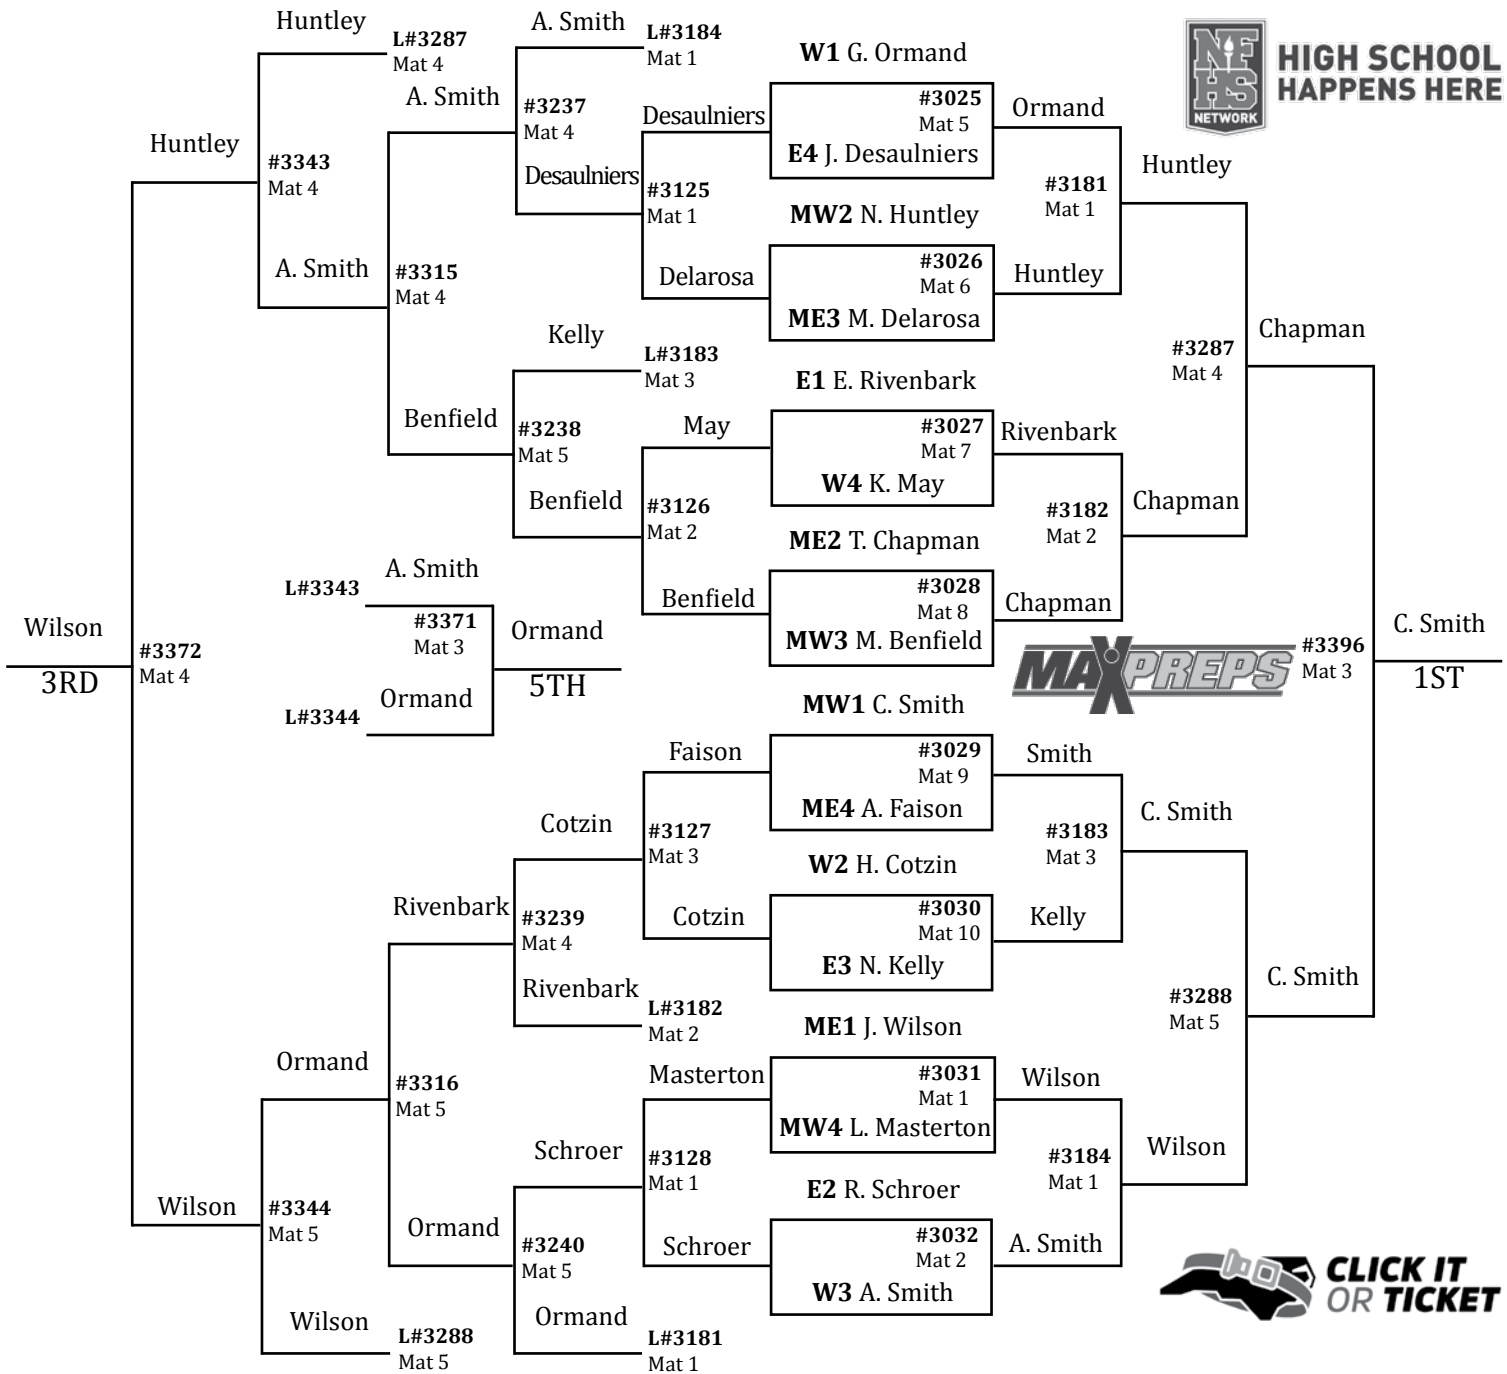 Huntley
A. Smith
L#3287
Mat 4
L#3184
Mat 1
W1 G. Ormand
NFHS
NETWORK
HIGH SCHOOL
HAPPENS HERE
A. Smith
#3237
Mat 4
Desaulniers
#3025
Mat 5
Ormand
E4 J. Desaulniers
Huntley
#3343
Mat 4
Desaulniers
#3125
Mat 1
Huntley
#3181
Mat 1
MW2 N. Huntley
A. Smith
#3315
Mat 4
Delarosa
#3026
Mat 6
Huntley
ME3 M. Delarosa
Kelly
L#3183
Mat 3
Chapman
#3287
Mat 4
E1 E. Rivenbark
Benfield
#3238
Mat 5
May
#3027
Mat 7
Rivenbark
W4 K. May
Benfield
#3126
Mat 2
#3182
Mat 2
Chapman
ME2 T. Chapman
A. Smith
L#3343
Benfield
#3028
Mat 8
Chapman
MW3 M. Benfield
Wilson
3RD
#3372
Mat 4
#3371
Mat 3
Ormand
5TH
MAXPREPS
#3396
Mat 3
C. Smith
1ST
Ormand
L#3344
MW1 C. Smith
Faison
#3029
Mat 9
Smith
ME4 A. Faison
Cotzin
#3127
Mat 3
#3183
Mat 3
C. Smith
W2 H. Cotzin
Rivenbark
#3239
Mat 4
Cotzin
#3030
Mat 10
Kelly
E3 N. Kelly
Rivenbark
L#3182
Mat 2
C. Smith
#3288
Mat 5
ME1 J. Wilson
Ormand
#3316
Mat 5
Masterton
#3031
Mat 1
Wilson
MW4 L. Masterton
Schroer
#3128
Mat 1
#3184
Mat 1
Wilson
E2 R. Schroer
Wilson
#3344
Mat 5
Ormand
#3240
Mat 5
Schroer
#3032
Mat 2
A. Smith
W3 A. Smith
Wilson
L#3288
Mat 5
Ormand
L#3181
Mat 1
CLICK IT
OR TICKET